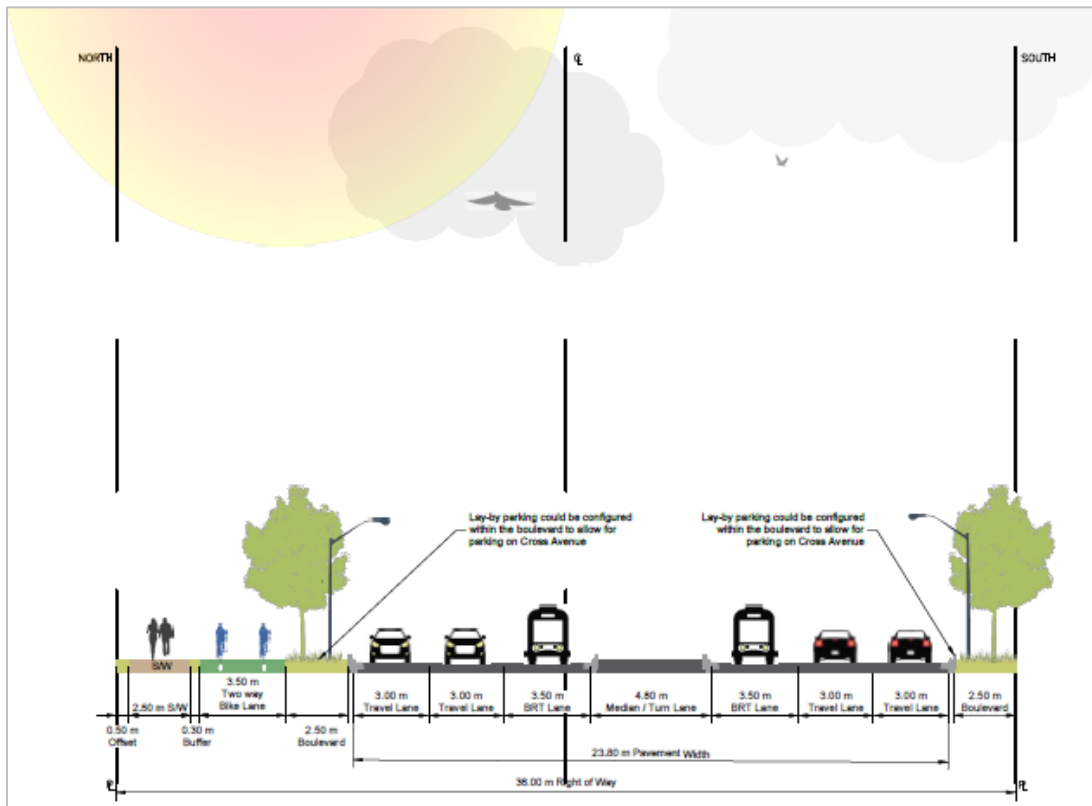 NORTH
C
L
SOUTH
Lay-by parking could be configured
within the boulevard to allow for
parking on Cross Avenue
Lay-by parking could be configured
within the boulevard to allow for
parking on Cross Avenue
S/W
0.50 m
Offset
2.50 m S/W
0.30 m
Buffer
3.50 m
Two way
Bike Lane
2.50 m
Boulevard
3.00 m
Travel Lane
3.00 m
Travel Lane
3.50 m
BRT Lane
4.80 m
Median / Turn Lane
3.50 m
BRT Lane
3.00 m
Travel Lane
3.00 m
Travel Lane
2.50 m
Boulevard
23.80 m Pavement Width
36.00 m Right of Way
PL
PL